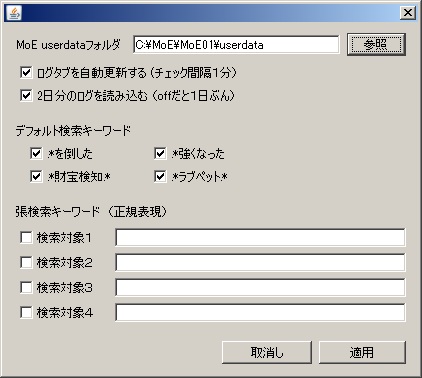 MoE userdataフォルダ C:¥MoE¥MoE01¥userdata 参照
ログタブを自動更新する（チェック間隔1分）
2日分のログを読み込む（offだと1日ぶん）
デフォルト検索キーワード
.*を倒した .*強くなった
.*財宝検知.* .*ラブペット.*
張検索キーワード （正規表現）
検索対象１
検索対象２
検索対象３
検索対象４
取消し 適用